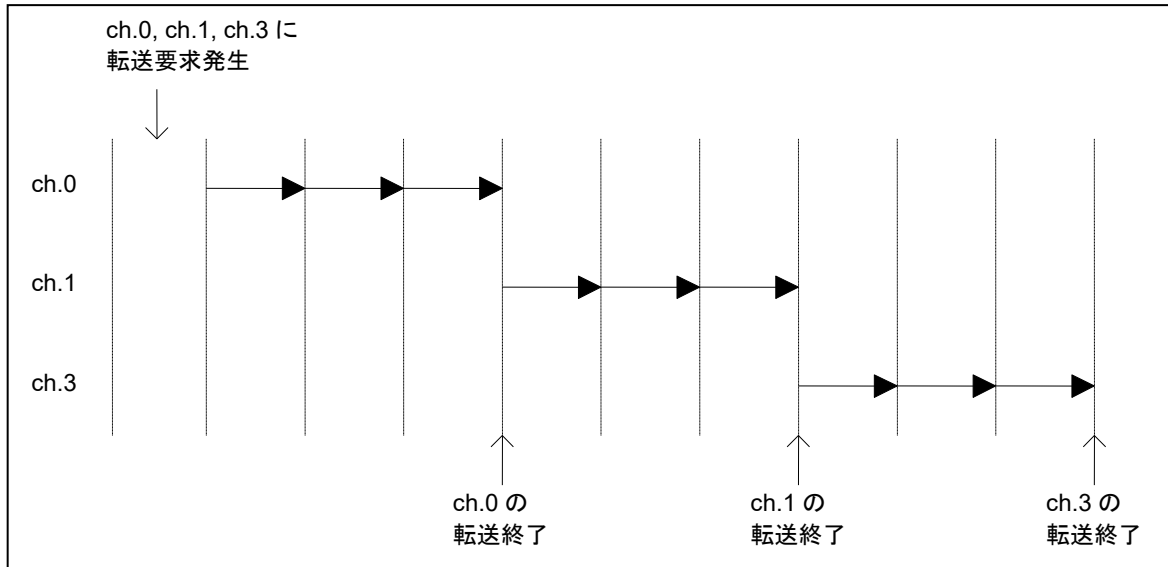 ch.0, ch.1, ch.3 に
転送要求発生
ch.0
ch.1
ch.3
ch.0 の
転送終了
ch.1 の
転送終了
ch.3 の
転送終了